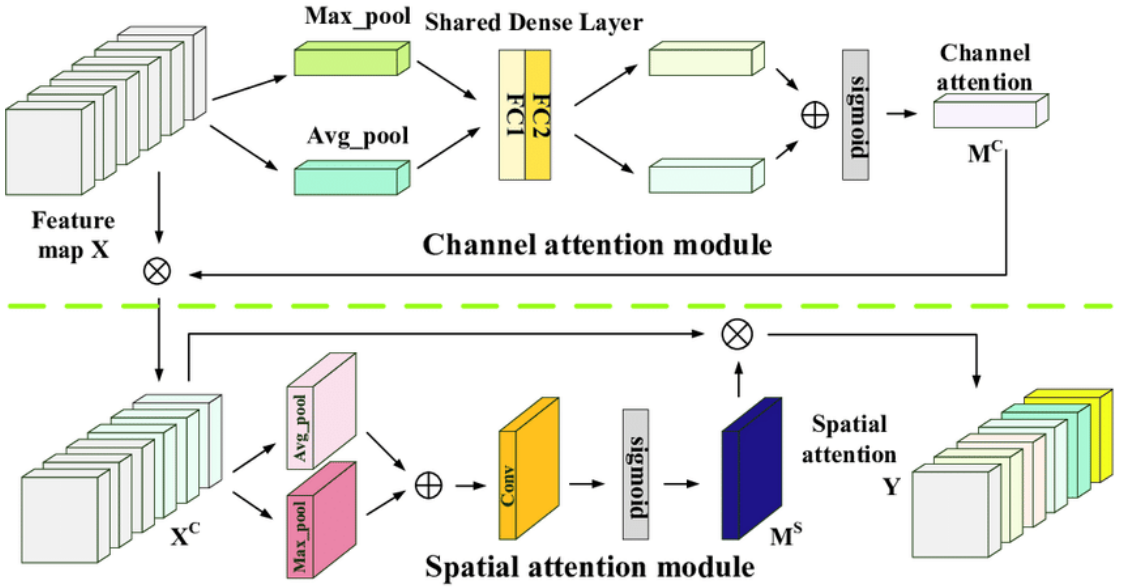 Max_pool
Shared Dense Layer
FC1
FC2
sigmoid
Channel
attention
M^C
Avg_pool
Feature
map X
Channel attention module
Avg_pool
Max_pool
Conv
sigmoid
M^S
Spatial
attention
Y
X^C
Spatial attention module